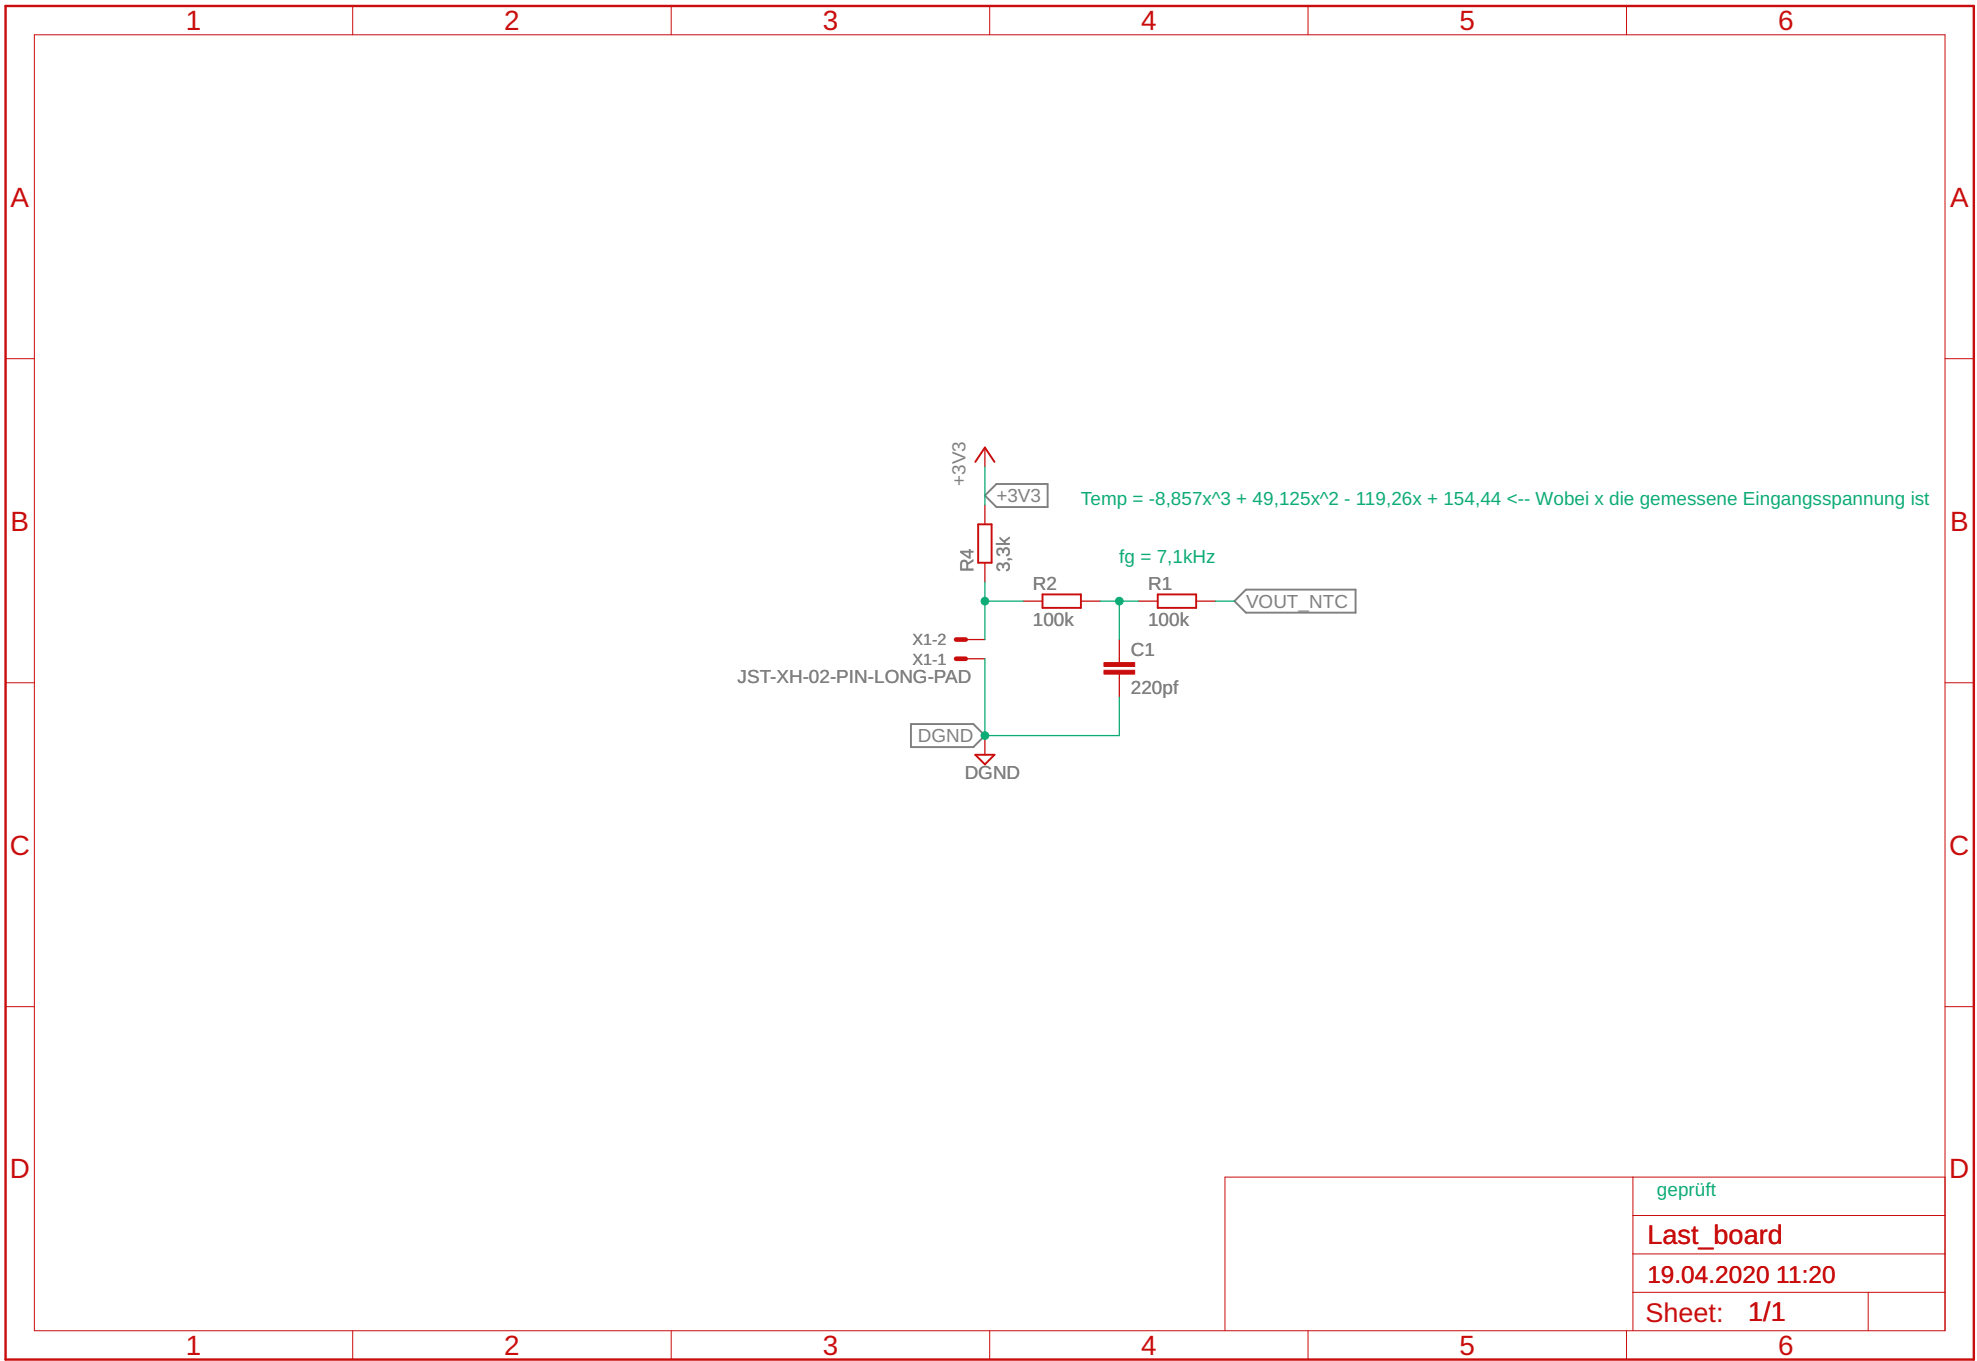 1 2 3 4 5 6
A A
+3V3
+3V3
Temp = -8,857x^3 + 49,125x^2 - 119,26x + 154,44 <-- Wobei x die gemessene Eingangsspannung ist
B B
R4
3,3k
fg = 7,1kHz
R2 R1
VOUT_NTC
100k 100k
X1-2
C1
X1-1
JST-XH-02-PIN-LONG-PAD
220pf
DGND
DGND
C C
D D
geprüft
Last_board
19.04.2020 11:20
Sheet: 1/1
1 2 3 4 5 6